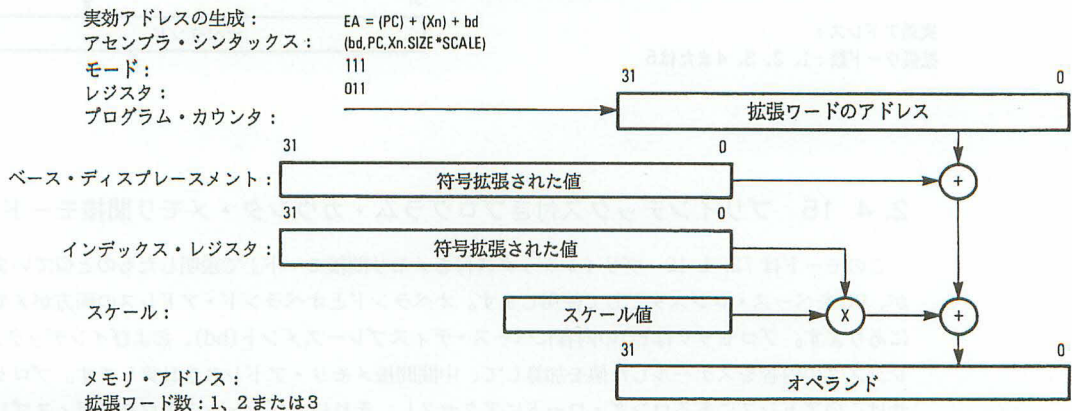 実効アドレスの生成： EA = (PC) + (Xn) + bd
アセンブラ・シンタックス： (bd,PC,Xn.SIZE*SCALE)
モード： 111
レジスタ： 011
プログラム・カウンタ：
31 0
拡張ワードのアドレス
31 0
ベース・ディスプレースメント： 符号拡張された値 +
31 0
インデックス・レジスタ： 符号拡張された値
スケール： スケール値 X +
31 0
メモリ・アドレス： オペランド
拡張ワード数：1、2または3